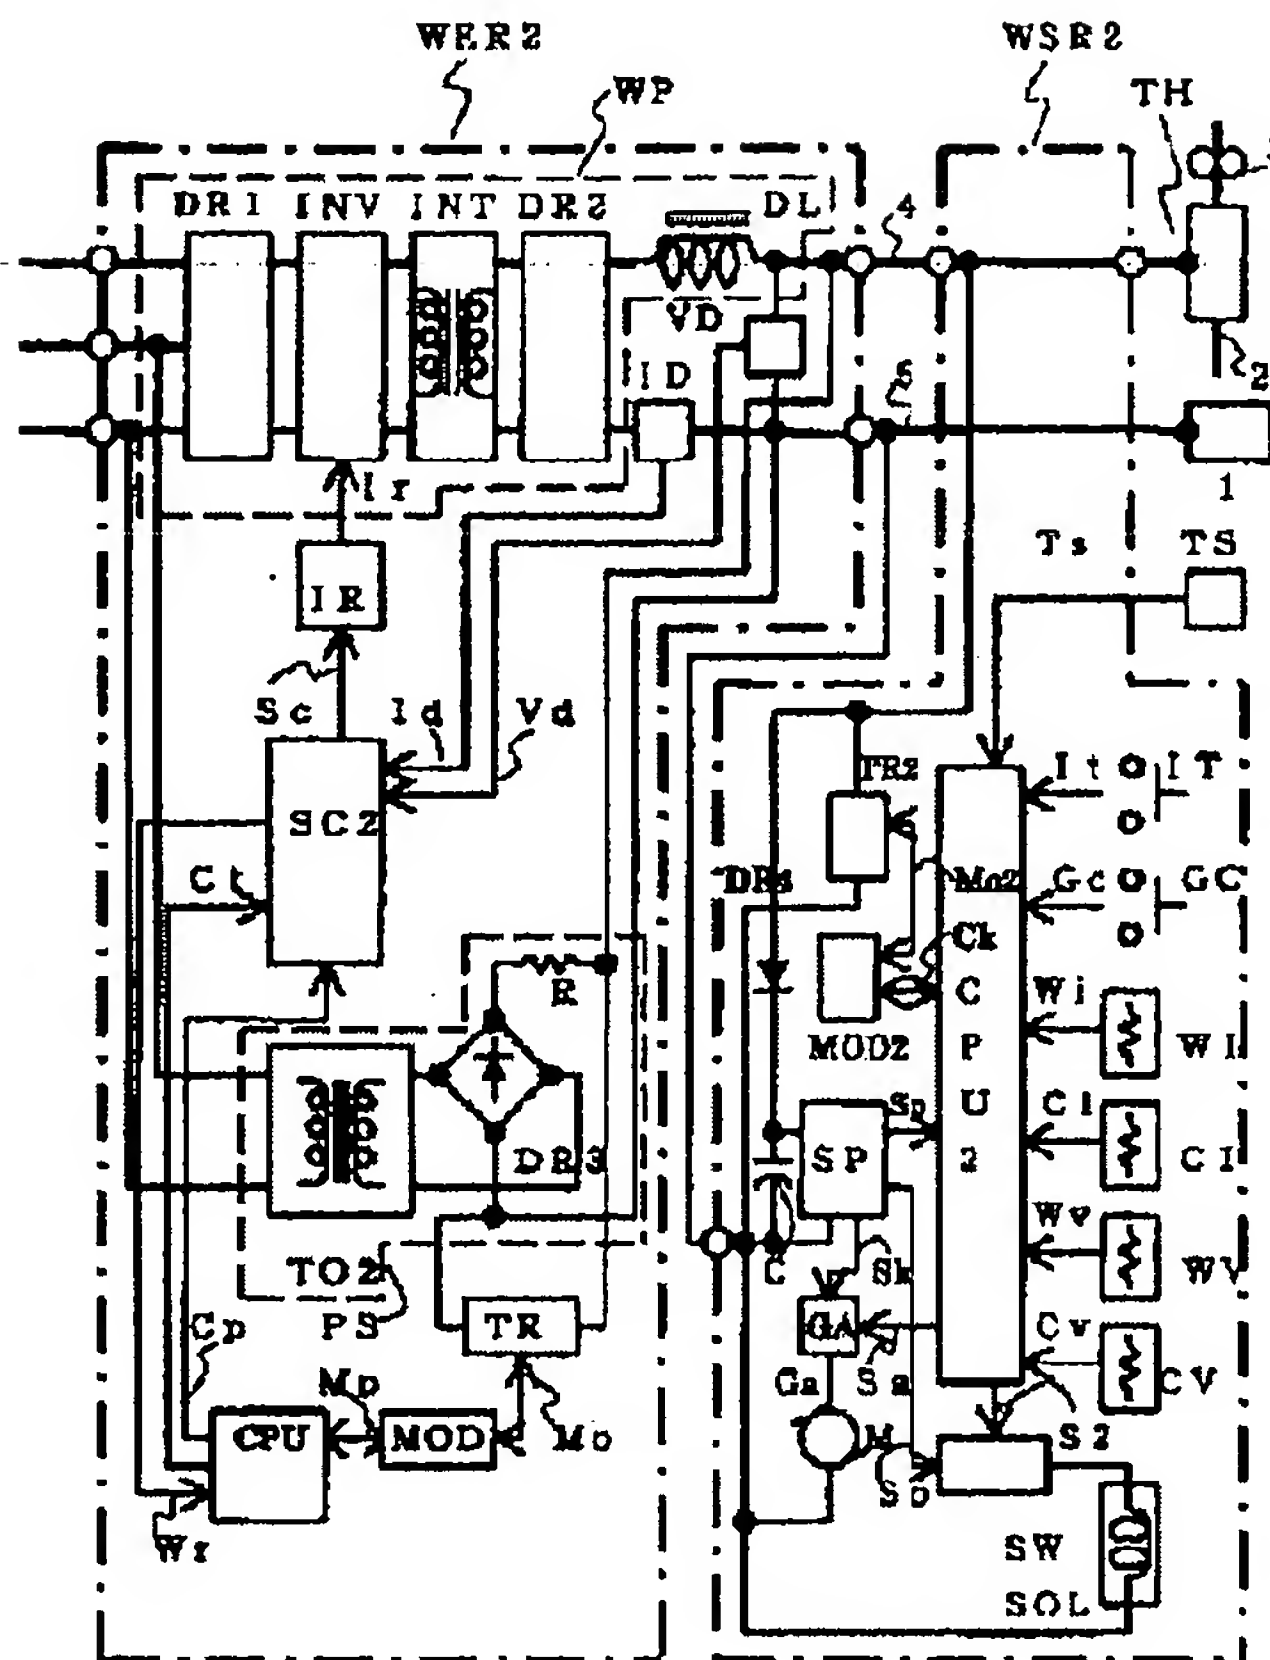 WER2
WSR2
WP
TH
DR1 INV INT DR2
DL
4
VD
ID
5
2
1
Ir
Ts
TS
IR
Sc
Id
Vd
TR2
It
IT
SC2
Ct
DRs
Mo2
Gc
GC
Ck
R
C
P
U
2
Wi
WI
MOD2
Sp
Ci
CI
SP
DR3
Wv
WV
C
Sk
TO2
PS
Cp
TR
GA
Cv
CV
Mp
Ga
Sa
CPU
MOD
Mo
M
S2
So
Wr
SW
SOL